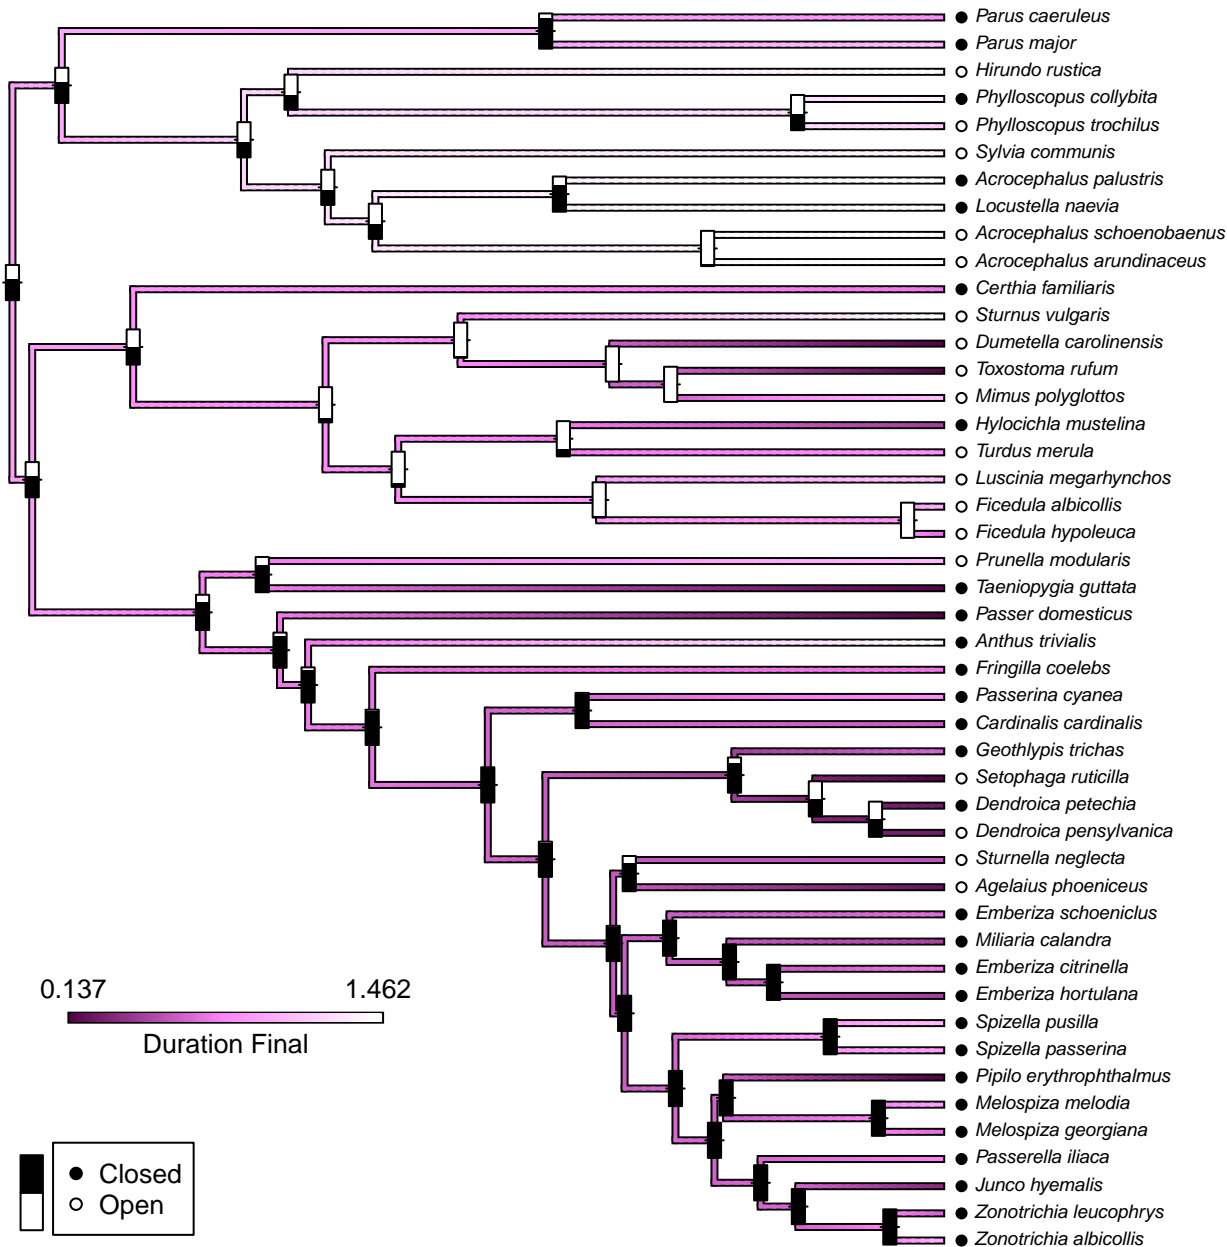 Parus caeruleus
Parus major
Hirundo rustica
Phylloscopus collybita
Phylloscopus trochilus
Sylvia communis
Acrocephalus palustris
Locustella naevia
Acrocephalus schoenobaenus
Acrocephalus arundinaceus
Certhia familiaris
Sturnus vulgaris
Dumetella carolinensis
Toxostoma rufum
Mimus polyglottos
Hylocichla mustelina
Turdus merula
Luscinia megarhynchos
Ficedula albicollis
Ficedula hypoleuca
Prunella modularis
Taeniopygia guttata
Passer domesticus
Anthus trivialis
Fringilla coelebs
Passerina cyanea
Cardinalis cardinalis
Geothlypis trichas
Setophaga ruticilla
Dendroica petechia
Dendroica pensylvanica
Sturnella neglecta
Agelaius phoeniceus
Emberiza schoeniclus
Miliaria calandra
Emberiza citrinella
Emberiza hortulana
Spizella pusilla
Spizella passerina
Pipilo erythrophthalmus
Melospiza melodia
Melospiza georgiana
Passerella iliaca
Junco hyemalis
Zonotrichia leucophrys
Zonotrichia albicollis
0.137 1.462
Duration Final
Closed
Open